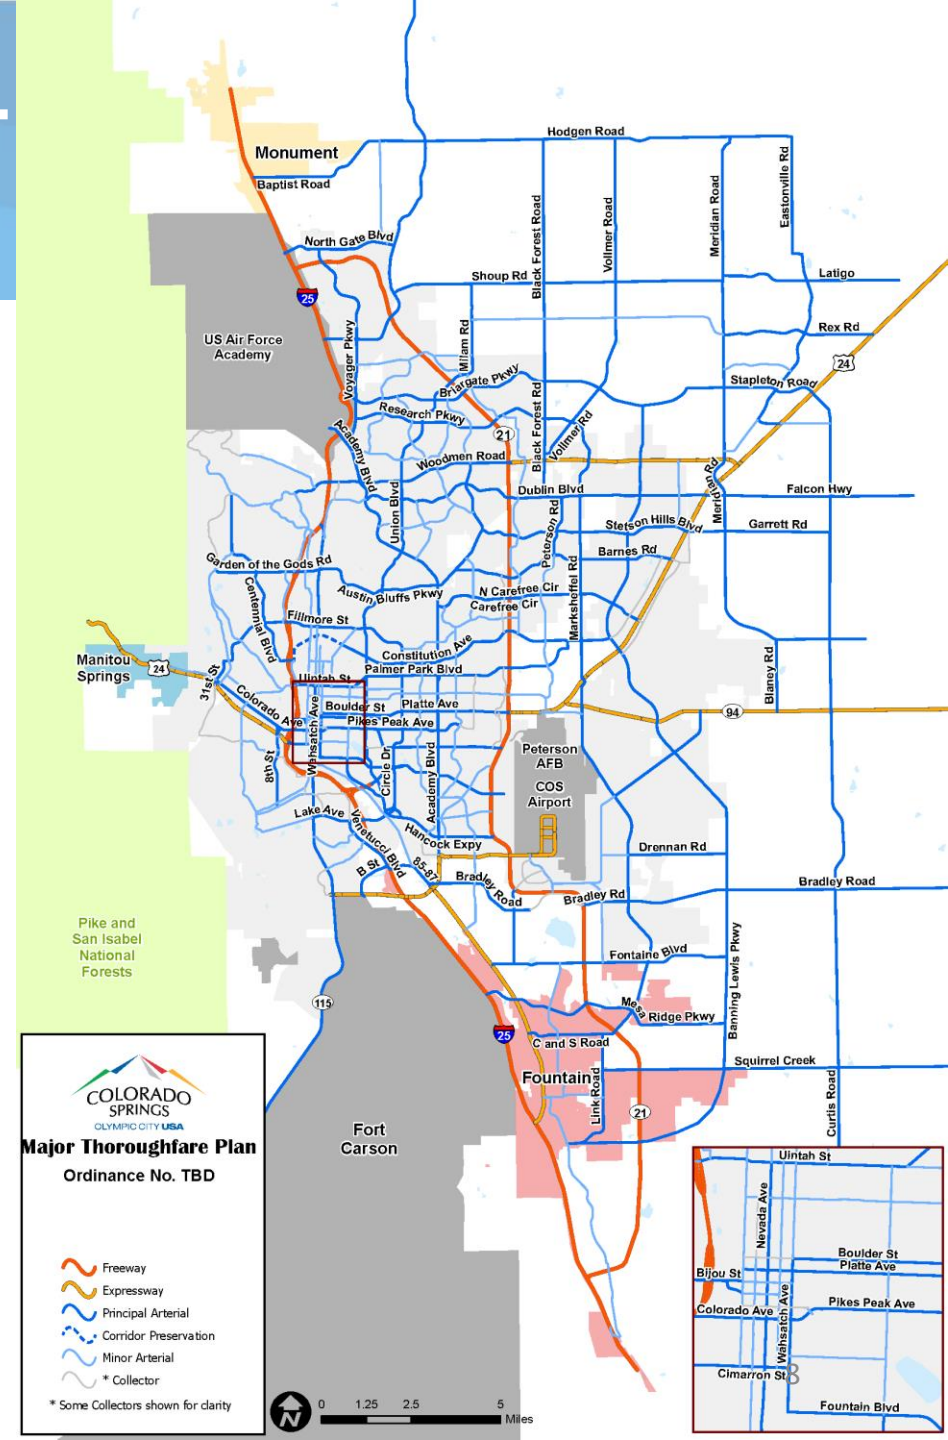 Hodgen Road
Monument
Baptist Road
Eastonville Rd
Meridian Road
Black Forest Road
Vollmer Road
North Gate Blvd
Shoup Rd
Latigo
25
Rex Rd
US Air Force
Academy
Voyager Pkwy
Milam Rd
24
Briargate Pkwy
Stapleton Road
Research Pkwy
Black Forest Rd
Vollmer Rd
21
Academy Blvd
Woodmen Road
Meridian Rd
Union Blvd
Dublin Blvd
Falcon Hwy
Peterson Rd
Stetson Hills Blvd
Garrett Rd
Barnes Rd
Garden of the Gods Rd
Marksheffel Rd
Centennial Blvd
Austin Bluffs Pkwy
N Carefree Cir
Carefree Cir
Fillmore St
Constitution Ave
Manitou
Springs
24
31st St
Palmer Park Blvd
Uintah St
Blaney Rd
Colorado Ave
Wahsatch Ave
Boulder St
Platte Ave
94
Pikes Peak Ave
8th St
Circle Dr
Academy Blvd
Peterson
AFB
COS
Airport
Lake Ave
Venetucci Blvd
Hancock Expy
Drennan Rd
B St
85-87
Bradley Road
Bradley Rd
Bradley Road
Pike and
San Isabel
National
Forests
Fontaine Blvd
Banning Lewis Pkwy
115
Mesa Ridge Pkwy
25
C and S Road
Squirrel Creek
Fountain
Link Road
21
Curtis Road
Fort
Carson
COLORADO
SPRINGS
OLYMPIC CITY USA
Major Thoroughfare Plan
Ordinance No. TBD
Freeway
Expressway
Principal Arterial
Corridor Preservation
Minor Arterial
* Collector
* Some Collectors shown for clarity
N
0 1.25 2.5 5
Miles
Uintah St
Nevada Ave
Boulder St
Platte Ave
Bijou St
Wahsatch Ave
Colorado Ave
Pikes Peak Ave
Cimarron St
8
Fountain Blvd